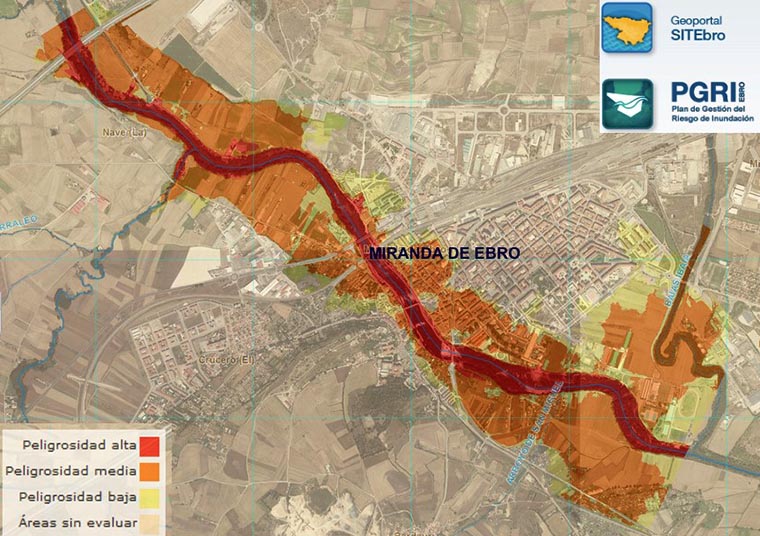 Geoportal
SITEbro
PGRI EBRO
Plan de Gestión del
Riesgo de Inundación
Nave (La)
MIRANDA DE EBRO
Crucero (El)
Peligrosidad alta
Peligrosidad media
Peligrosidad baja
Áreas sin evaluar